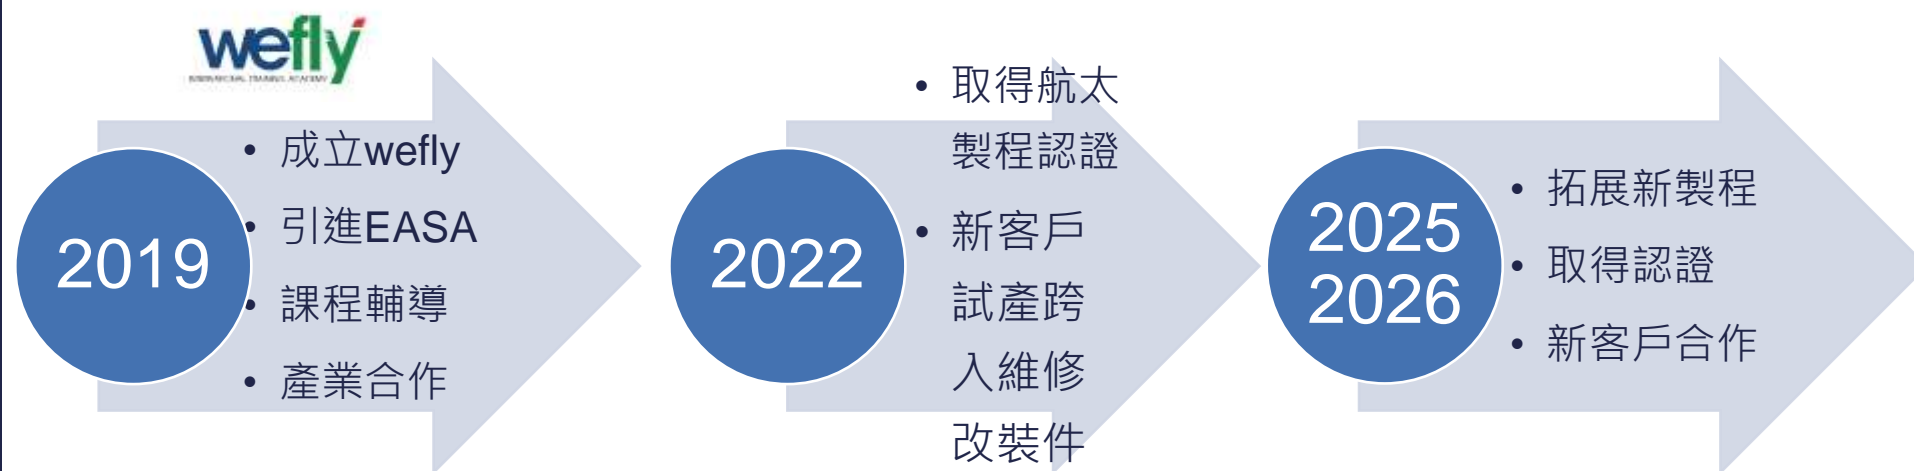 wefly
INTERNATIONAL TRAINING ACADEMY
2019
• 成立wefly
• 引進EASA
• 課程輔導
• 產業合作
2022
• 取得航太
製程認證
• 新客戶
試產跨
入維修
改裝件
2025
2026
• 拓展新製程
• 取得認證
• 新客戶合作